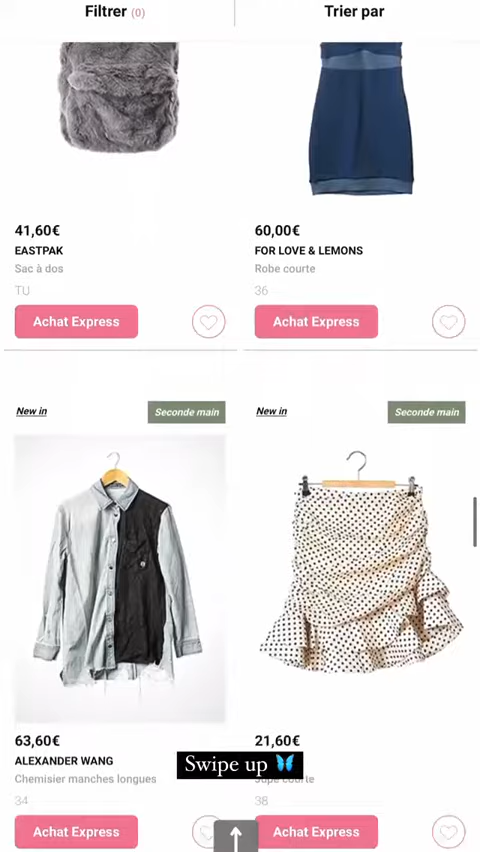 Filtrer (0)
Trier par
41,60€
EASTPAK
Sac à dos
TU
Achat Express
60,00€
FOR LOVE & LEMONS
Robe courte
36
Achat Express
New in
Seconde main
New in
Seconde main
63,60€
ALEXANDER WANG
Chemisier manches longues
34
Achat Express
21,60€
Swipe up 🦋
courte
38
Achat Express